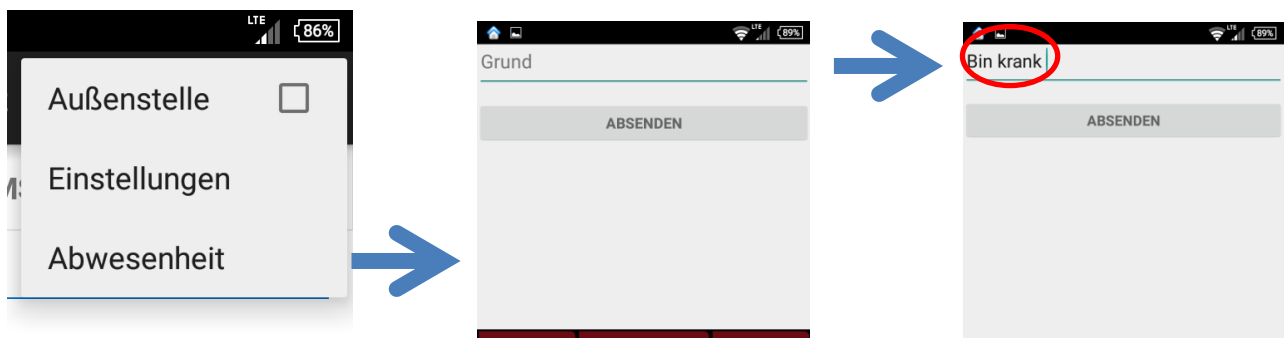 LTE 86%
Außenstelle
Einstellungen
Abwesenheit
LTE 89%
Grund
ABSENDEN
LTE 89%
Bin krank
ABSENDEN